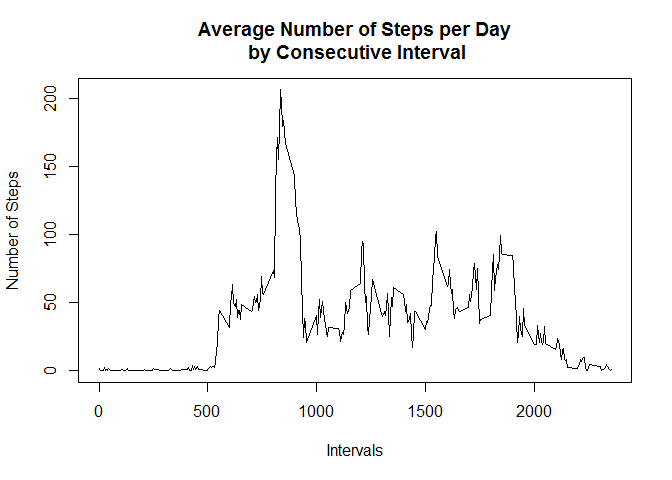 Average Number of Steps per Day
by Consecutive Interval
Number of Steps
200
150
100
50
0
0 500 1000 1500 2000
Intervals